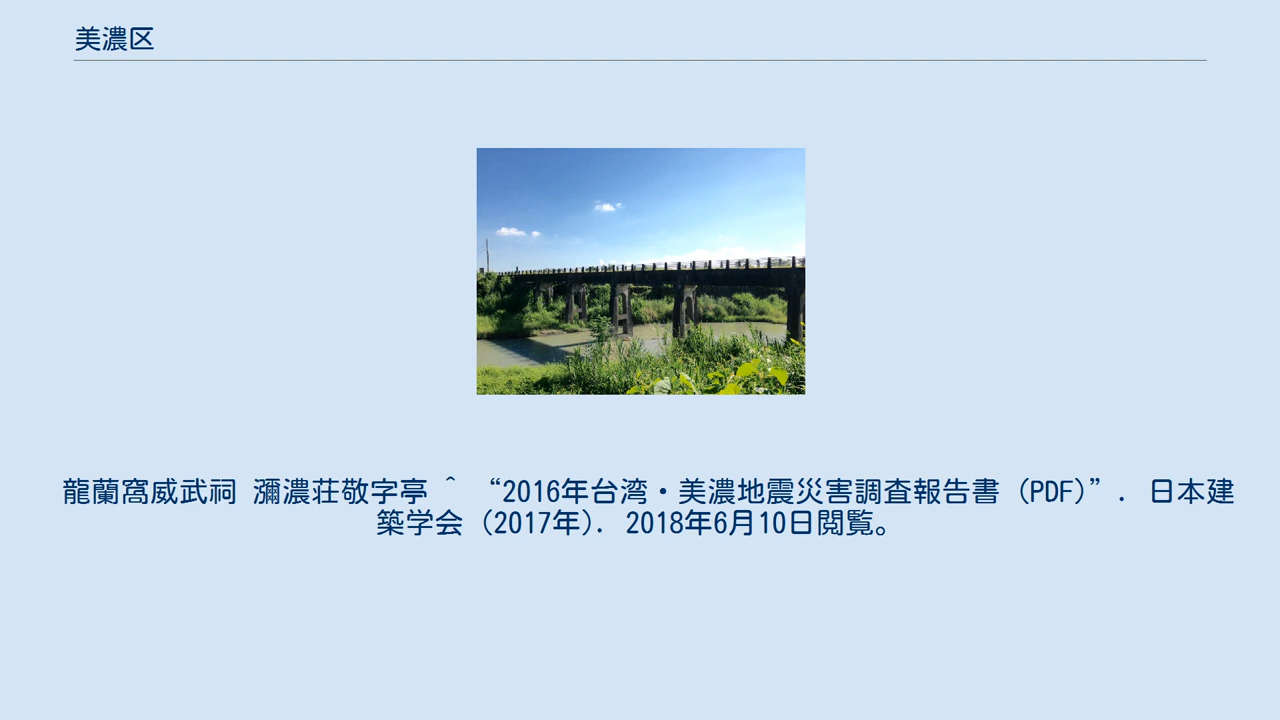 美濃区
龍蘭窩威武祠 瀰濃荘敬字亭 ^ “2016年台湾・美濃地震災害調査報告書 (PDF)”. 日本建
築学会 (2017年). 2018年6月10日閲覧。